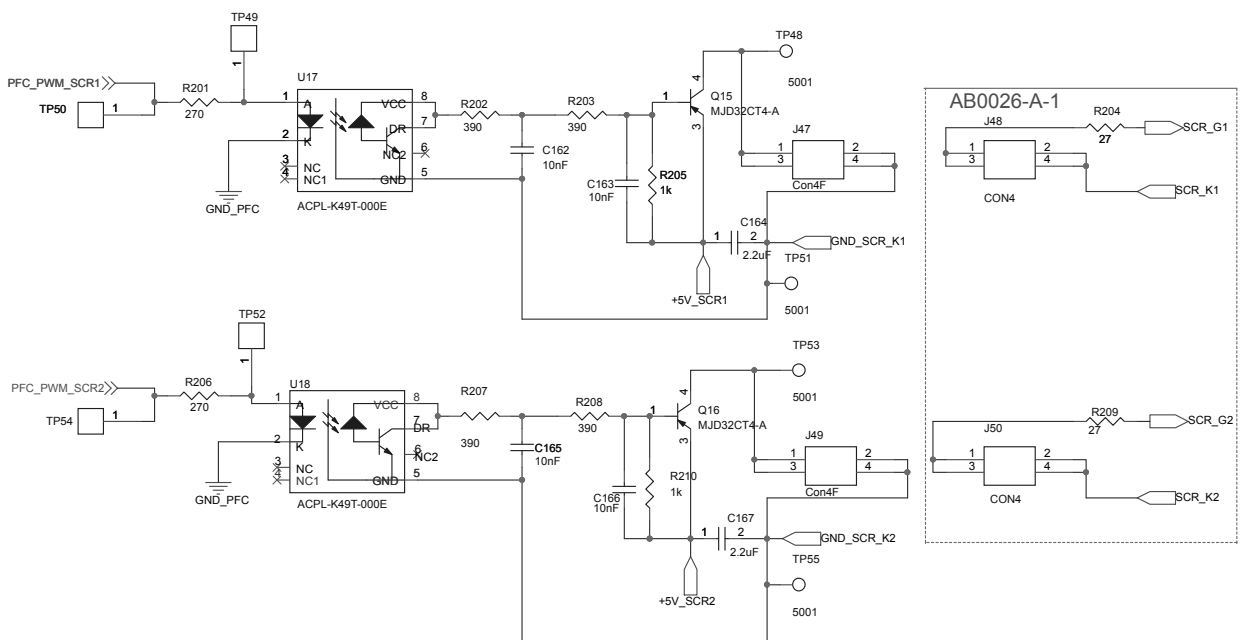 TP49
TP48
PFC_PWM_SCR1
1
U17
5001
R201
TP50
1
270
1
A
VCC
8
R202
R203
1
4
Q15
MJD32CT4-A
DR
7
390
390
3
AB0026-A-1
J48
R204
SCR_G1
27
2
K
NC2
6
C162
10nF
J47
1
2
3
4
1
2
3
4
3
NC
4
NC1
GND
5
C163
10nF
R205
1k
Con4F
CON4
SCR_K1
GND_PFC
ACPL-K49T-000E
C164
1
2
2.2uF
GND_SCR_K1
TP51
+5V_SCR1
5001
TP52
TP53
1
PFC_PWM_SCR2
U18
5001
R206
TP54
1
270
1
A
VCC
8
R207
R208
1
4
Q16
MJD32CT4-A
7
DR
390
390
3
R209
SCR_G2
27
2
K
6
NC2
C165
10nF
J49
1
2
3
4
J50
1
2
3
4
3
NC
4
NC1
GND
5
C166
10nF
R210
1k
Con4F
CON4
SCR_K2
GND_PFC
ACPL-K49T-000E
C167
1
2
2.2uF
GND_SCR_K2
TP55
+5V_SCR2
5001